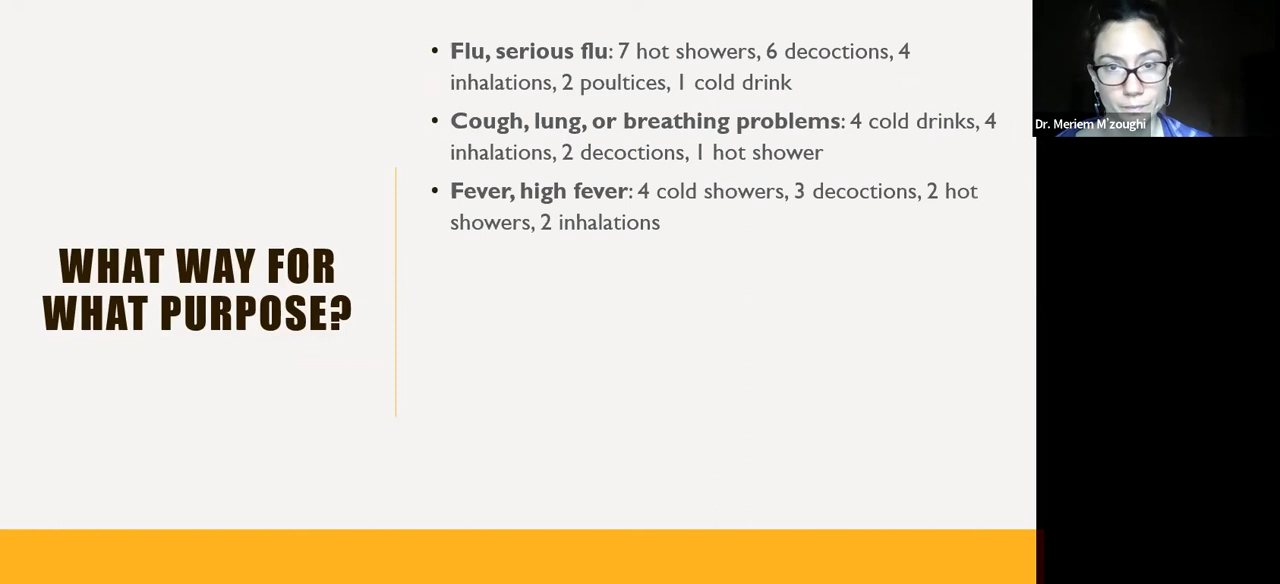 Flu, serious flu: 7 hot showers, 6 decoctions, 4
inhalations, 2 poultices, 1 cold drink
Cough, lung, or breathing problems: 4 cold drinks, 4
inhalations, 2 decoctions, 1 hot shower
Fever, high fever: 4 cold showers, 3 decoctions, 2 hot
showers, 2 inhalations
WHAT WAY FOR
WHAT PURPOSE?
Dr. Meriem M'zoughi